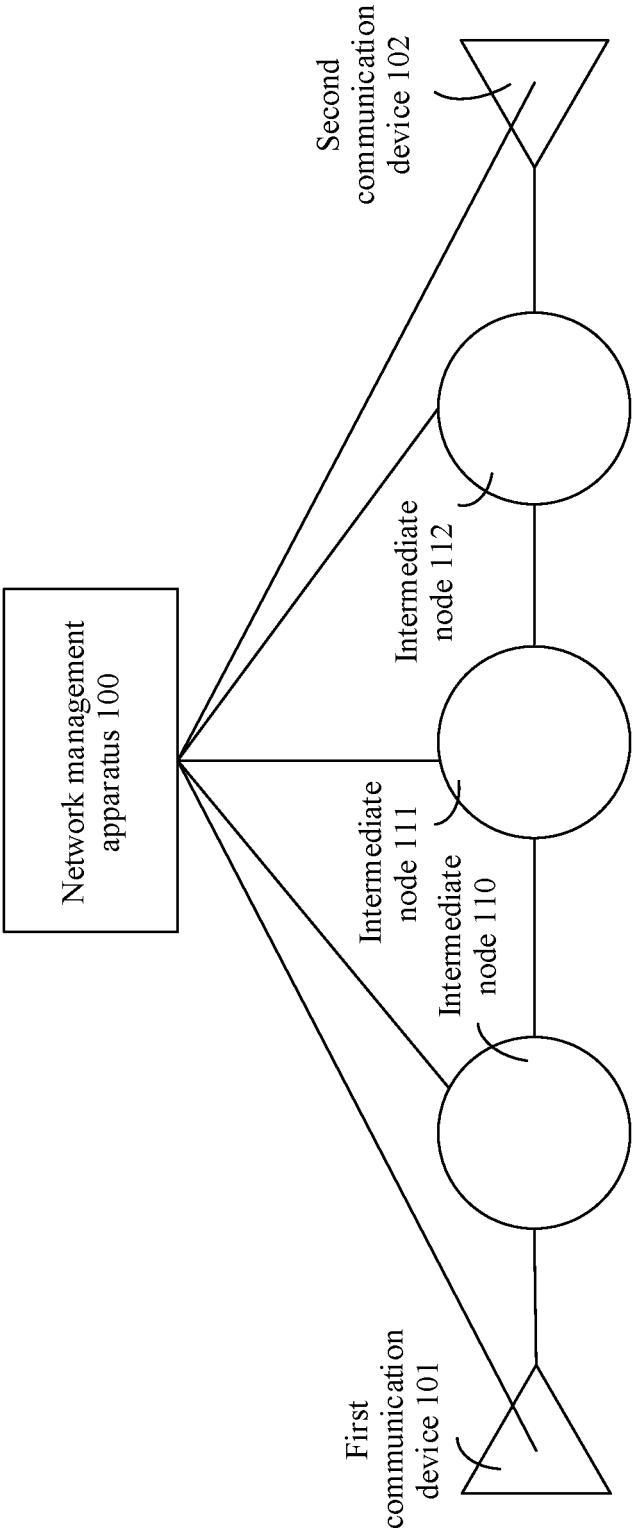 Network management
apparatus 100
First
communication
device 101
Intermediate
node 110
Intermediate
node 111
Intermediate
node 112
Second
communication
device 102